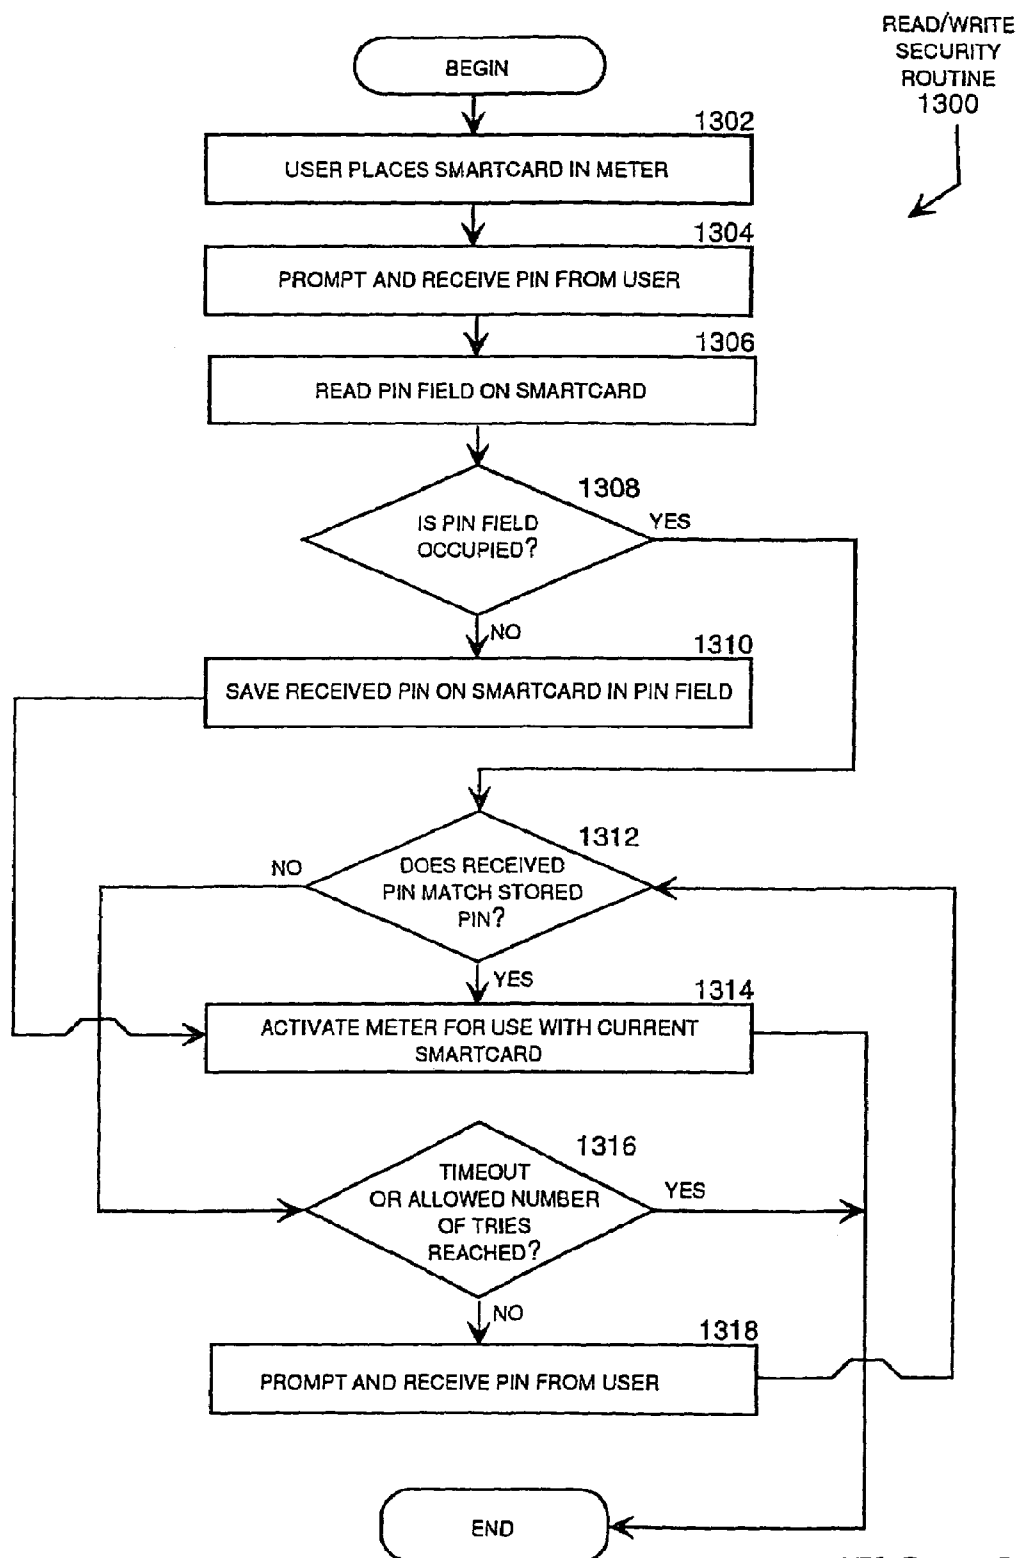 READ/WRITE
SECURITY
ROUTINE
1300
BEGIN
1302
USER PLACES SMARTCARD IN METER
1304
PROMPT AND RECEIVE PIN FROM USER
1306
READ PIN FIELD ON SMARTCARD
1308
IS PIN FIELD
OCCUPIED?
YES
NO
1310
SAVE RECEIVED PIN ON SMARTCARD IN PIN FIELD
1312
NO
DOES RECEIVED
PIN MATCH STORED
PIN?
YES
1314
ACTIVATE METER FOR USE WITH CURRENT
SMARTCARD
1316
TIMEOUT
OR ALLOWED NUMBER
OF TRIES
REACHED?
YES
NO
1318
PROMPT AND RECEIVE PIN FROM USER
END